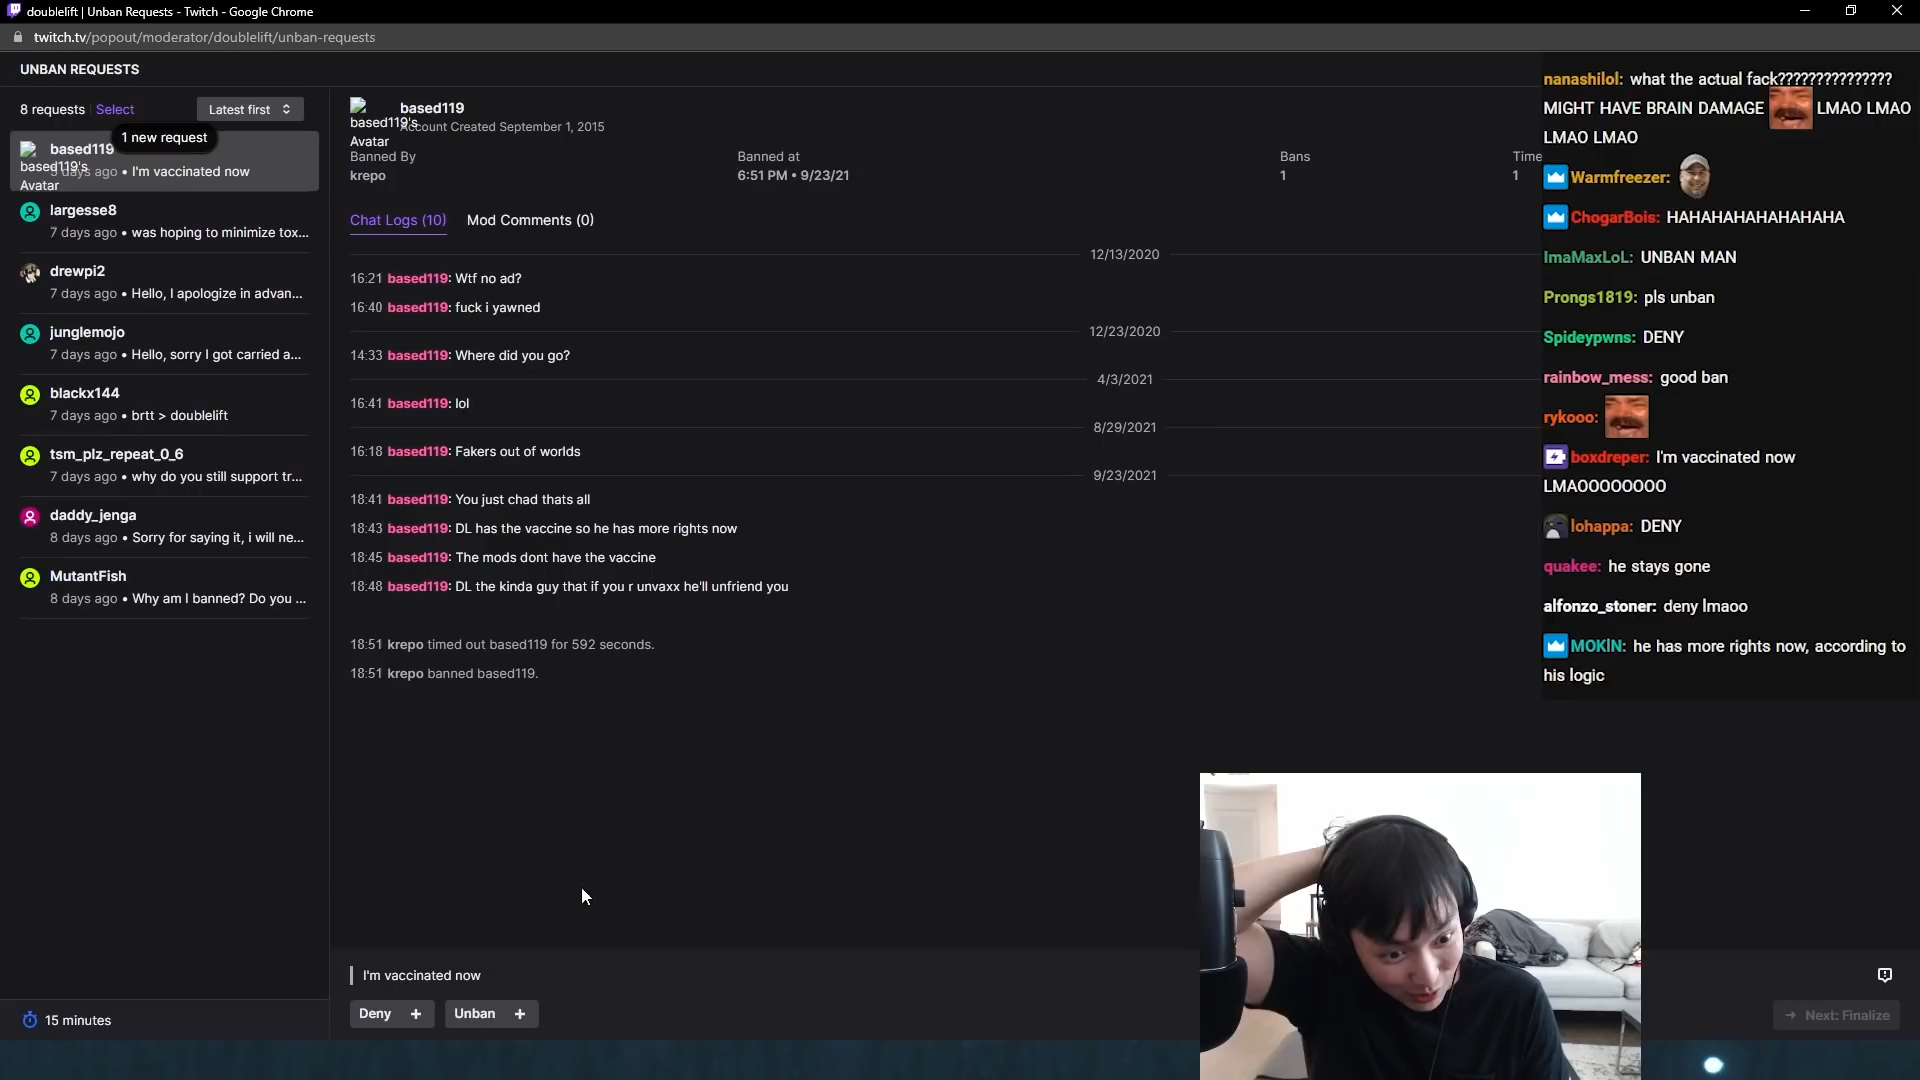 doublelift | Unban Requests - Twitch - Google Chrome
twitch.tv/popout/moderator/doublelift/unban-requests
UNBAN REQUESTS
8 requests Select Latest first
1 new request
based119
based119's Avatar
days ago • I'm vaccinated now
largesse8
7 days ago • was hoping to minimize tox...
drewpi2
7 days ago • Hello, I apologize in advan...
junglemojo
7 days ago • Hello, sorry I got carried a...
blackx144
7 days ago • brtt > doublelift
tsm_plz_repeat_0_6
7 days ago • why do you still support tr...
daddy_jenga
8 days ago • Sorry for saying it, i will ne...
MutantFish
8 days ago • Why am I banned? Do you ...
15 minutes
based119's Avatar
based119
Account Created September 1, 2015
Banned By
krepo
Banned at
6:51 PM • 9/23/21
Bans
1
Time
1
Chat Logs (10) Mod Comments (0)
12/13/2020
16:21 based119: Wtf no ad?
16:40 based119: fuck i yawned
12/23/2020
14:33 based119: Where did you go?
4/3/2021
16:41 based119: lol
8/29/2021
16:18 based119: Fakers out of worlds
9/23/2021
18:41 based119: You just chad thats all
18:43 based119: DL has the vaccine so he has more rights now
18:45 based119: The mods dont have the vaccine
18:48 based119: DL the kinda guy that if you r unvaxx he'll unfriend you
18:51 krepo timed out based119 for 592 seconds.
18:51 krepo banned based119.
I'm vaccinated now
Deny + Unban +
Next: Finalize
nanashilol: what the actual fack???????????????
MIGHT HAVE BRAIN DAMAGE LMAO LMAO
LMAO LMAO
Warmfreezer:
ChogarBois: HAHAHAHAHAHAHAHA
ImaMaxLoL: UNBAN MAN
Prongs1819: pls unban
Spideypwns: DENY
rainbow_mess: good ban
rykooo:
boxdreper: I'm vaccinated now
LMAOOOOOOOO
lohappa: DENY
quakee: he stays gone
alfonzo_stoner: deny lmaoo
MOKIN: he has more rights now, according to
his logic